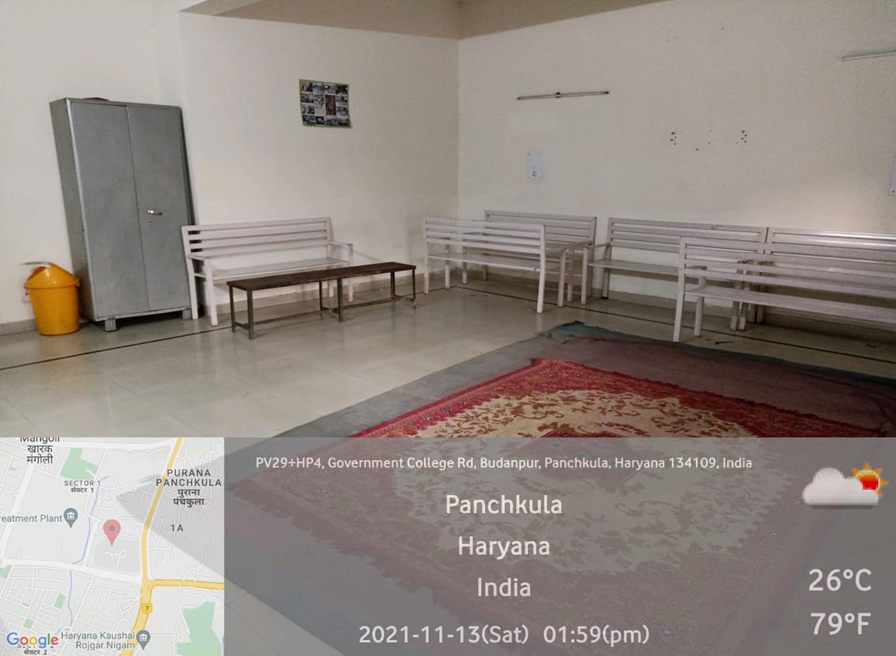 PV29+HP4, Government College Rd, Budanpur, Panchkula, Haryana 134109, India
Panchkula
Haryana
India
2021-11-13(Sat) 01:59(pm)
26°C
79°F
Mangoli
खारक
मंगोली
SECTOR 1
सेक्टर 1
PURANA
PANCHKULA
पुराना
पंचकुला
reatment Plant
1A
7
Google
Haryana Kaushal
Rojgar Nigam
सेक्टर 2